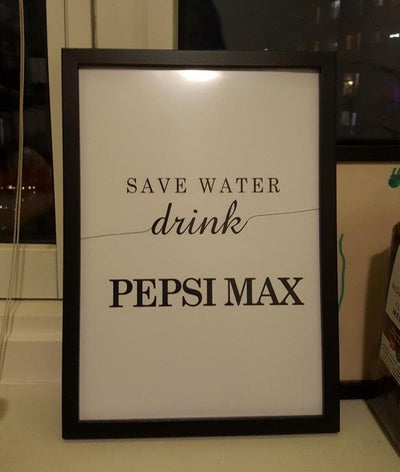 SAVE WATER
drink
PEPSI MAX